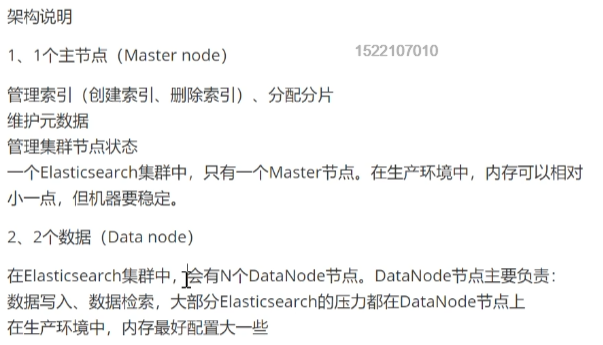 架构说明
1、1个主节点（Master node）
1522107010
管理索引（创建索引、删除索引）、分配分片
维护元数据
管理集群节点状态
一个Elasticsearch集群中，只有一个Master节点。在生产环境中，内存可以相对
小一点，但机器要稳定。
2、2个数据（Data node）
在Elasticsearch集群中，会有N个DataNode节点。DataNode节点主要负责：
数据写入、数据检索，大部分Elasticsearch的压力都在DataNode节点上
在生产环境中，内存最好配置大一些